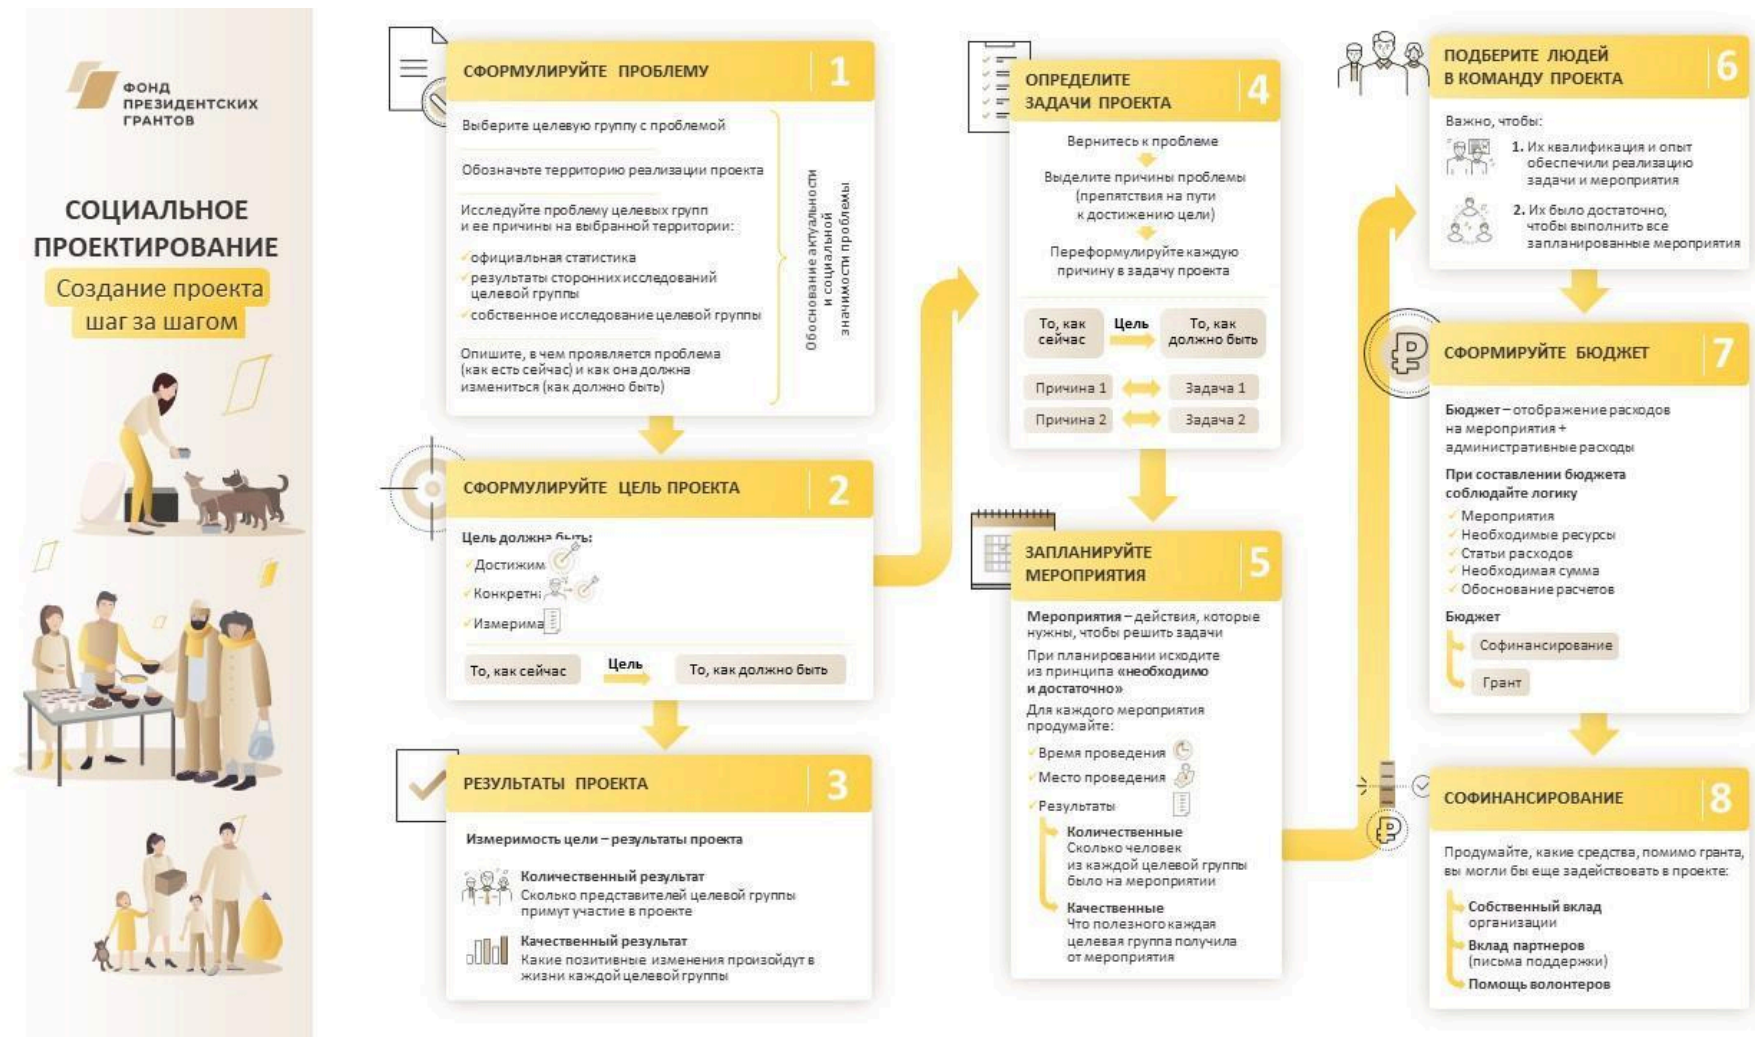 ФОНД
ПРЕЗИДЕНТСКИХ
ГРАНТОВ
СОЦИАЛЬНОЕ
ПРОЕКТИРОВАНИЕ
Создание проекта
шаг за шагом
СФОРМУЛИРУЙТЕ ПРОБЛЕМУ 1
Выберите целевую группу с проблемой
Обозначьте территорию реализации проекта
Исследуйте проблему целевых групп
и ее причины на выбранной территории:
официальная статистика
результаты сторонних исследований
целевой группы
собственное исследование целевой группы
Опишите, в чем проявляется проблема
(как есть сейчас) и как она должна
измениться (как должно быть)
Обоснование актуальности
и социальной
значимости проблемы
СФОРМУЛИРУЙТЕ ЦЕЛЬ ПРОЕКТА 2
Цель должна быть:
Достижим
Конкретн
Измерима
То, как сейчас
Цель
То, как должно быть
РЕЗУЛЬТАТЫ ПРОЕКТА 3
Измеримость цели – результаты проекта
Количественный результат
Сколько представителей целевой группы
примут участие в проекте
Качественный результат
Какие позитивные изменения произойдут в
жизни каждой целевой группы
ОПРЕДЕЛИТЕ
ЗАДАЧИ ПРОЕКТА 4
Вернитесь к проблеме
Выделите причины проблемы
(препятствия на пути
к достижению цели)
Переформулируйте каждую
причину в задачу проекта
То, как
сейчас
Цель
То, как
должно быть
Причина 1 Задача 1
Причина 2 Задача 2
ЗАПЛАНИРУЙТЕ
МЕРОПРИЯТИЯ 5
Мероприятия – действия, которые
нужны, чтобы решить задачи
При планировании исходите
из принципа «необходимо
и достаточно»
Для каждого мероприятия
продумайте:
Время проведения
Место проведения
Результаты
Количественные
Сколько человек
из каждой целевой группы
было на мероприятии
Качественные
Что полезного каждая
целевая группа получила
от мероприятия
ПОДБЕРИТЕ ЛЮДЕЙ
В КОМАНДУ ПРОЕКТА 6
Важно, чтобы:
1. Их квалификация и опыт
обеспечили реализацию
задачи и мероприятия
2. Их было достаточно,
чтобы выполнить все
запланированные мероприятия
СФОРМИРУЙТЕ БЮДЖЕТ 7
Бюджет – отображение расходов
на мероприятия +
административные расходы
При составлении бюджета
соблюдайте логику
Мероприятия
Необходимые ресурсы
Статьи расходов
Необходимая сумма
Обоснование расчетов
Бюджет
Софинансирование
Грант
СОФИНАНСИРОВАНИЕ 8
Продумайте, какие средства, помимо гранта,
вы могли бы еще задействовать в проекте:
Собственный вклад
организации
Вклад партнеров
(письма поддержки)
Помощь волонтеров